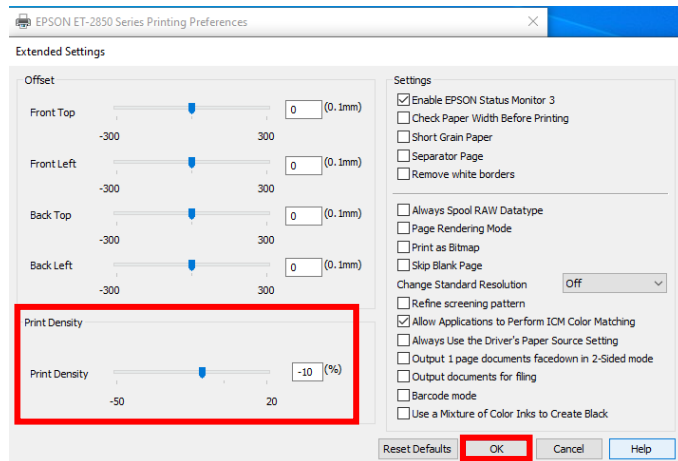 EPSON ET-2850 Series Printing Preferences
Extended Settings
Offset
Front Top
0
(0.1mm)
-300
300
Front Left
0
(0.1mm)
-300
300
Back Top
0
(0.1mm)
-300
300
Back Left
0
(0.1mm)
-300
300
Print Density
Print Density
-10
(%)
-50
20
Settings
Enable EPSON Status Monitor 3
Check Paper Width Before Printing
Short Grain Paper
Separator Page
Remove white borders
Always Spool RAW Datatype
Page Rendering Mode
Print as Bitmap
Skip Blank Page
Change Standard Resolution
Off
Refine screening pattern
Allow Applications to Perform ICM Color Matching
Always Use the Driver's Paper Source Setting
Output 1 page documents facedown in 2-Sided mode
Output documents for filing
Barcode mode
Use a Mixture of Color Inks to Create Black
Reset Defaults
OK
Cancel
Help